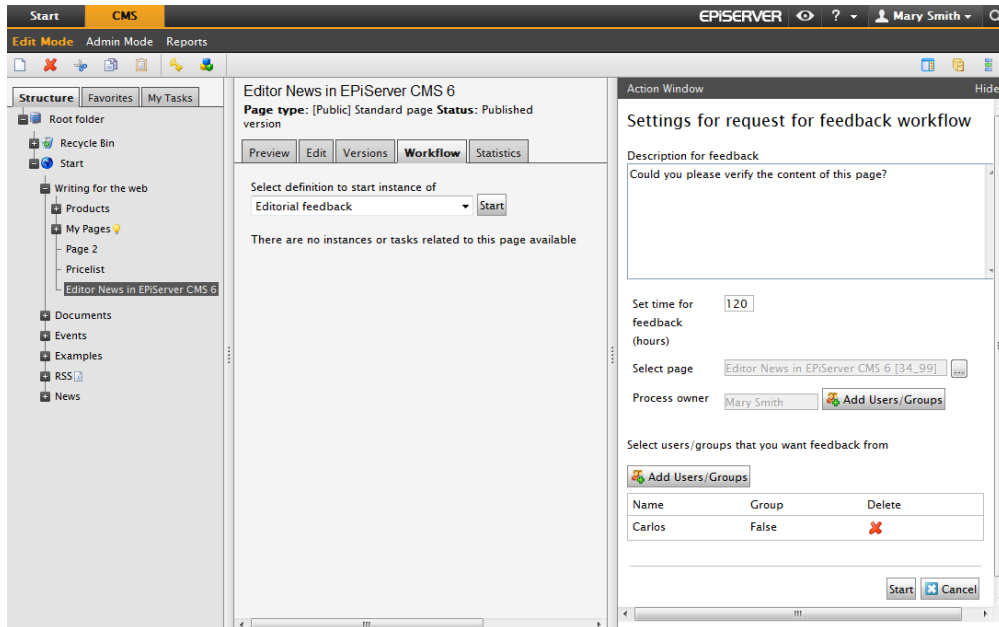 Start CMS EPiSERVER ? Mary Smith
Edit Mode Admin Mode Reports
Structure Favorites My Tasks
Root folder
Recycle Bin
Start
Writing for the web
Products
My Pages
Page 2
Pricelist
Editor News in EPiServer CMS 6
Documents
Events
Examples
RSS
News
Editor News in EPiServer CMS 6
Page type: [Public] Standard page Status: Published
version
Preview Edit Versions Workflow Statistics
Select definition to start instance of
Editorial feedback Start
There are no instances or tasks related to this page available
Action Window Hide
Settings for request for feedback workflow
Description for feedback
Could you please verify the content of this page?
Set time for 120
feedback
(hours)
Select page Editor News in EPiServer CMS 6 [34_99] ...
Process owner Mary Smith Add Users/Groups
Select users/groups that you want feedback from
Add Users/Groups
Name Group Delete
Carlos False
Start Cancel